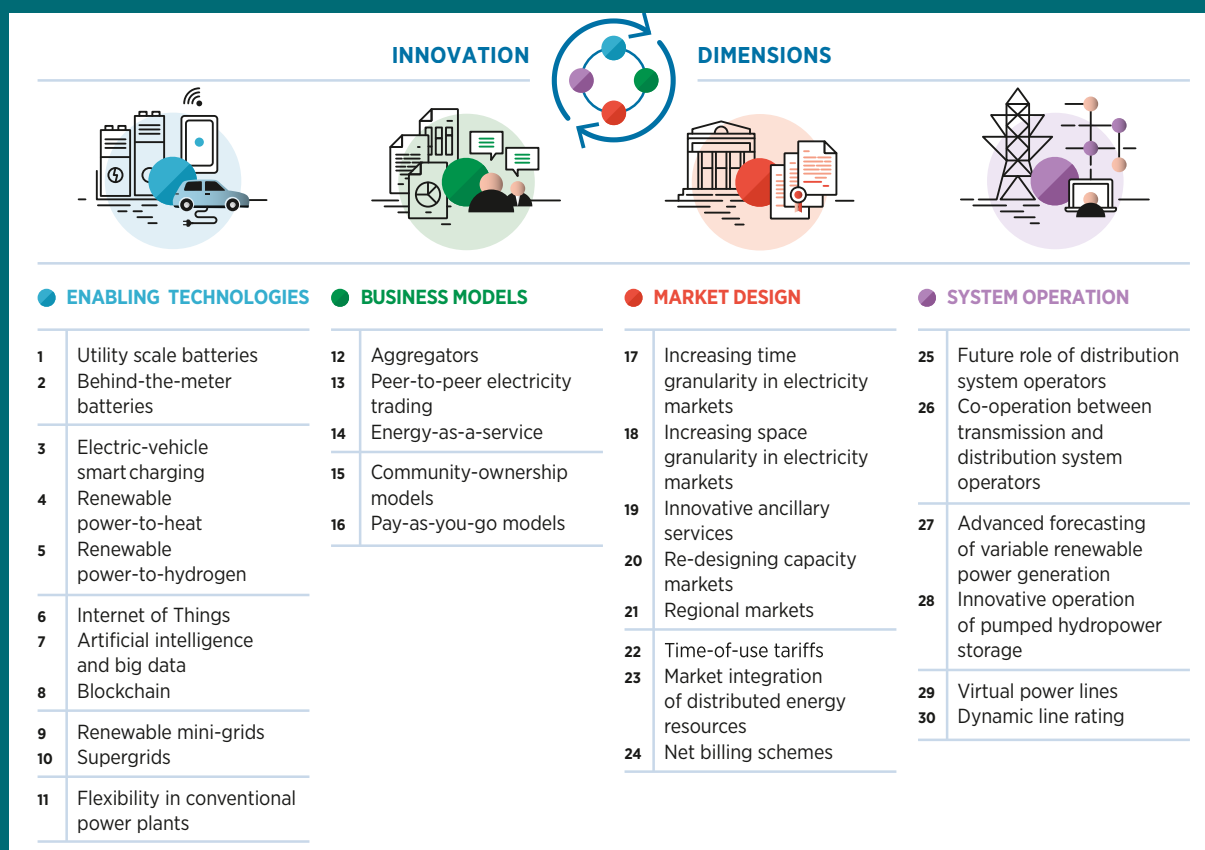 INNOVATION DIMENSIONS
ENABLING TECHNOLOGIES
1 Utility scale batteries
2 Behind-the-meter
batteries
3 Electric-vehicle
smart charging
4 Renewable
power-to-heat
5 Renewable
power-to-hydrogen
6 Internet of Things
7 Artificial intelligence
and big data
8 Blockchain
9 Renewable mini-grids
10 Supergrids
11 Flexibility in conventional
power plants
BUSINESS MODELS
12 Aggregators
13 Peer-to-peer electricity
trading
14 Energy-as-a-service
15 Community-ownership
models
16 Pay-as-you-go models
MARKET DESIGN
17 Increasing time
granularity in electricity
markets
18 Increasing space
granularity in electricity
markets
19 Innovative ancillary
services
20 Re-designing capacity
markets
21 Regional markets
22 Time-of-use tariffs
23 Market integration
of distributed energy
resources
24 Net billing schemes
SYSTEM OPERATION
25 Future role of distribution
system operators
26 Co-operation between
transmission and
distribution system
operators
27 Advanced forecasting
of variable renewable
power generation
28 Innovative operation
of pumped hydropower
storage
29 Virtual power lines
30 Dynamic line rating